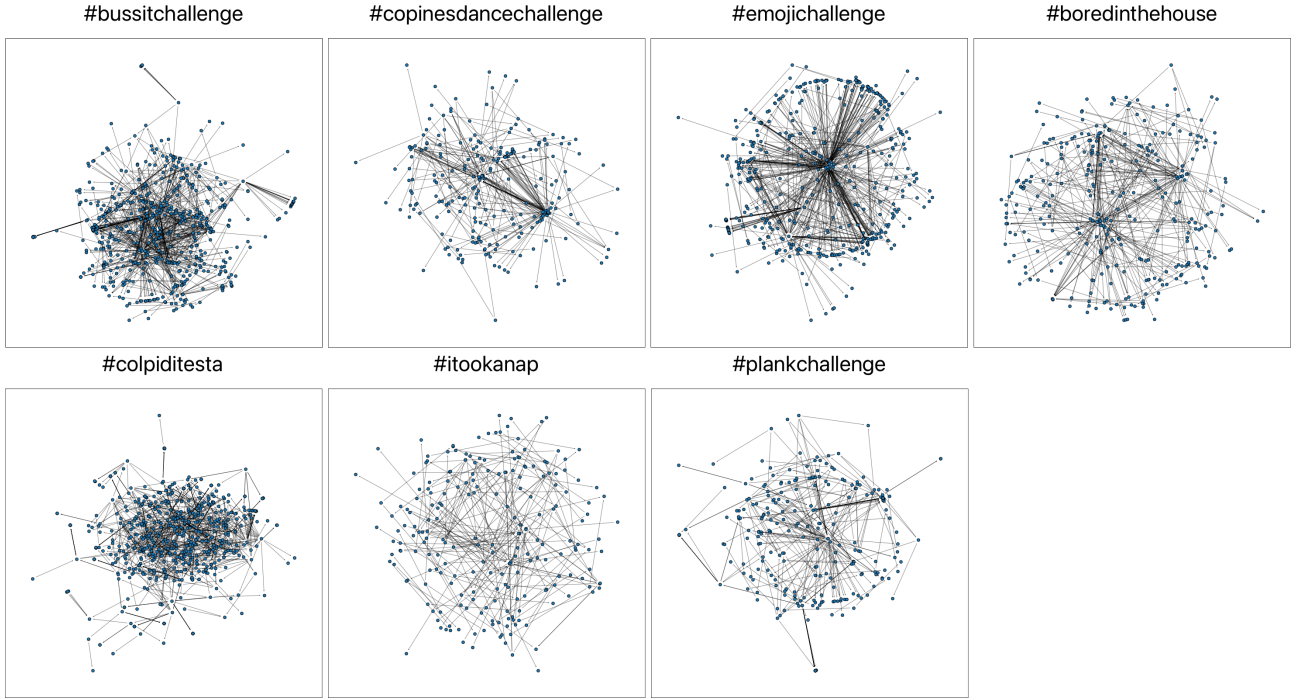 #bussitchallenge
#copinesdancechallenge
#emojichallenge
#boredinthehouse
#colpiditesta
#itookanap
#plankchallenge